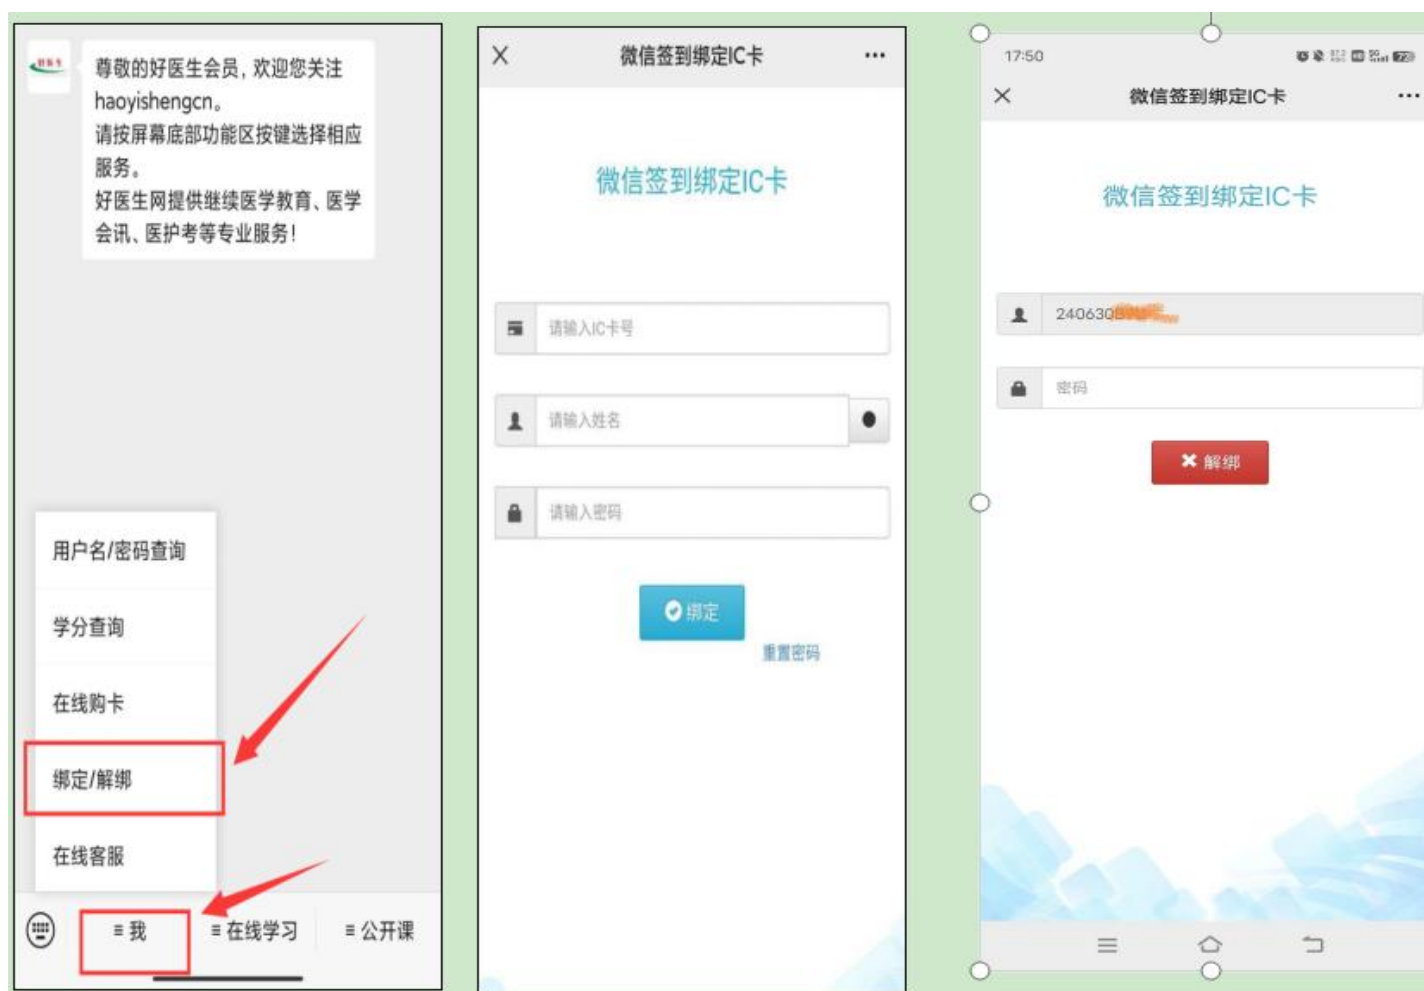 好医生
尊敬的好医生会员，欢迎您关注
haoyishengcn。
请按屏幕底部功能区按键选择相应
服务。
好医生网提供继续医学教育、医学
会讯、医护考等专业服务！
用户名/密码查询
学分查询
在线购卡
绑定/解绑
在线客服
我
在线学习
公开课
微信签到绑定IC卡
微信签到绑定IC卡
请输入IC卡号
请输入姓名
请输入密码
绑定
重置密码
17:50
微信签到绑定IC卡
微信签到绑定IC卡
240630
密码
解绑